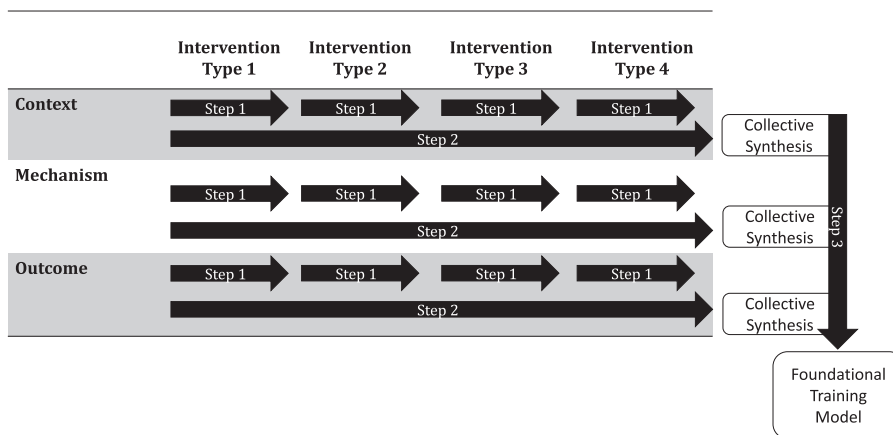 Intervention Type 1
Intervention Type 2
Intervention Type 3
Intervention Type 4
Context
Step 1
Step 1
Step 1
Step 1
Step 2
Collective
Synthesis
Mechanism
Step 1
Step 1
Step 1
Step 1
Step 2
Collective
Synthesis
Step 3
Outcome
Step 1
Step 1
Step 1
Step 1
Step 2
Collective
Synthesis
Foundational
Training
Model